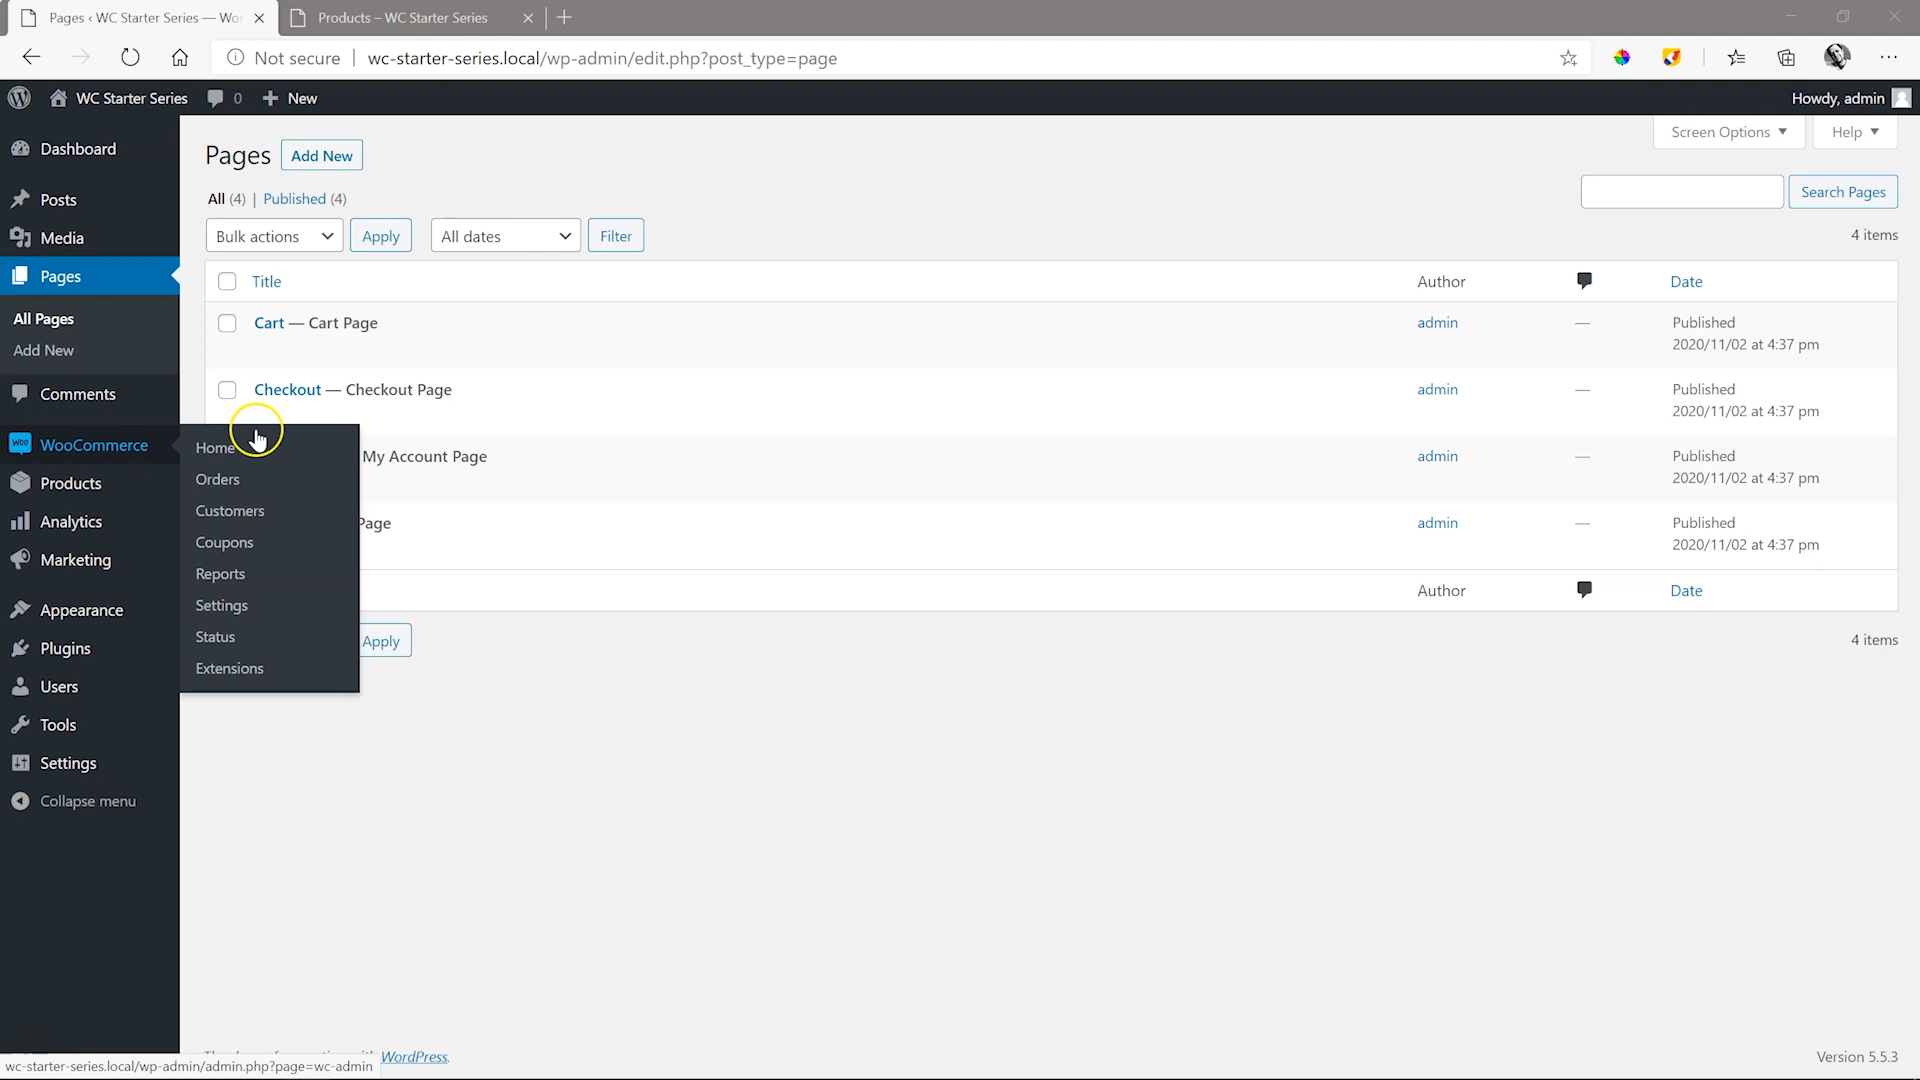 Pages ‹ WC Starter Series — Wor
Products – WC Starter Series
Not secure
wc-starter-series.local/wp-admin/edit.php?post_type=page
WC Starter Series
0
New
Howdy, admin
Screen Options
Help
Dashboard
Posts
Media
Pages
All Pages
Add New
Comments
WooCommerce
Products
Analytics
Marketing
Appearance
Plugins
Users
Tools
Settings
Collapse menu
Home
Orders
Customers
Coupons
Reports
Settings
Status
Extensions
Pages
Add New
All (4) | Published (4)
Search Pages
Bulk actions
Apply
All dates
Filter
4 items
Title
Author
Date
Cart — Cart Page
admin
—
Published
2020/11/02 at 4:37 pm
Checkout — Checkout Page
admin
—
Published
2020/11/02 at 4:37 pm
My Account Page
admin
—
Published
2020/11/02 at 4:37 pm
Page
admin
—
Published
2020/11/02 at 4:37 pm
Author
Date
Apply
4 items
WordPress.
Version 5.5.3
wc-starter-series.local/wp-admin/admin.php?page=wc-admin